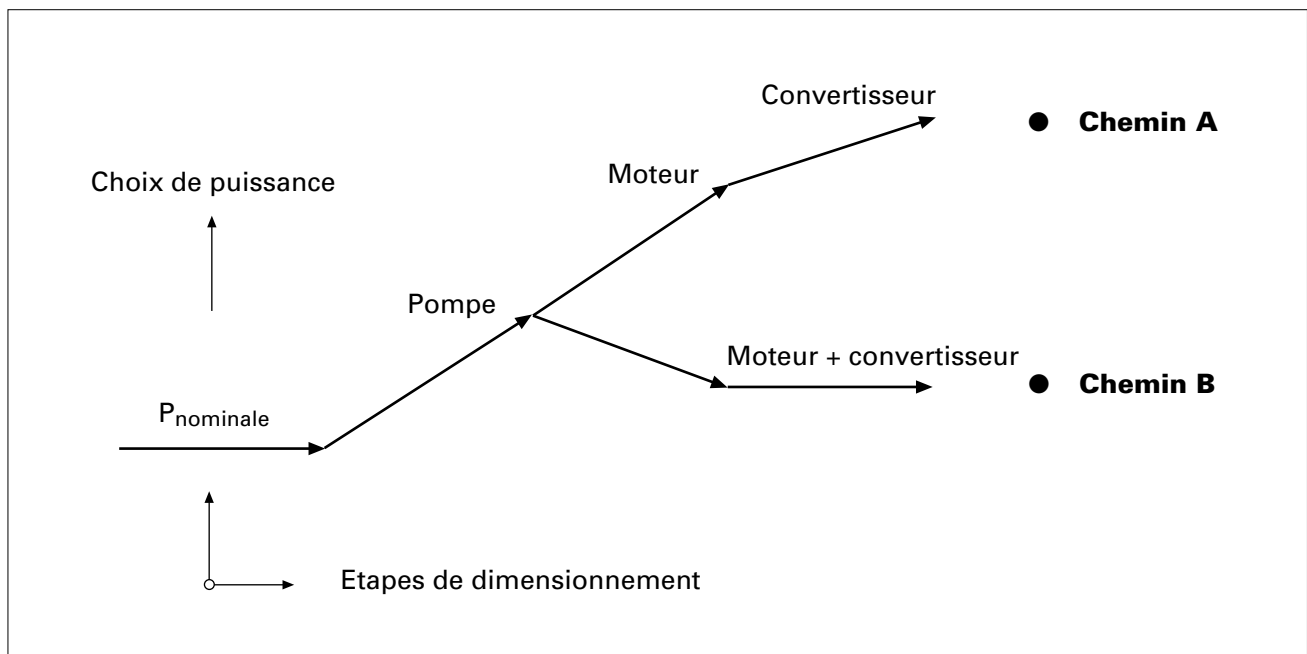 Convertisseur
Chemin A
Moteur
Choix de puissance
Pompe
Moteur + convertisseur
Chemin B
Pnominale
Etapes de dimensionnement